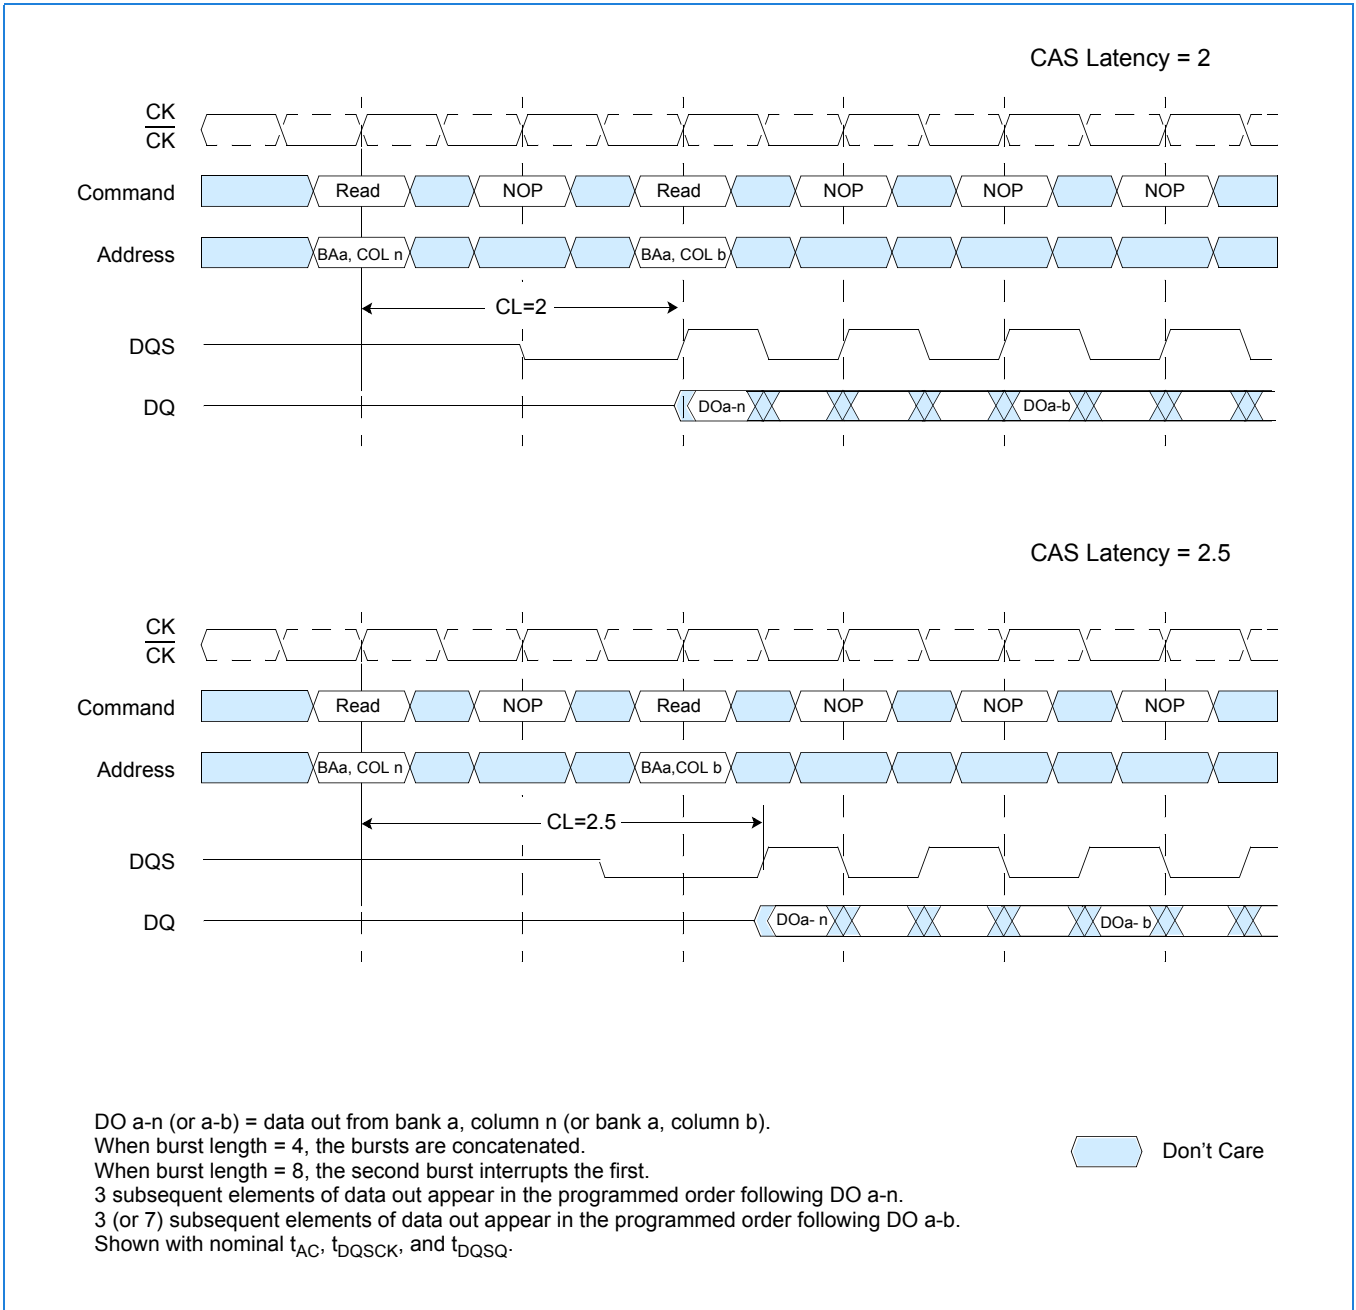 CAS Latency = 2
CK
CK
Command Read NOP Read NOP NOP NOP
Address BAa, COL n BAa, COL b
CL=2
DQS
DQ DOa-n DOa-b
CAS Latency = 2.5
CK
CK
Command Read NOP Read NOP NOP NOP
Address BAa, COL n BAa,COL b
CL=2.5
DQS
DQ DOa- n DOa- b
DO a-n (or a-b) = data out from bank a, column n (or bank a, column b).
When burst length = 4, the bursts are concatenated.
When burst length = 8, the second burst interrupts the first.
3 subsequent elements of data out appear in the programmed order following DO a-n.
3 (or 7) subsequent elements of data out appear in the programmed order following DO a-b.
Shown with nominal tAC, tDQSCK, and tDQSQ.
Don't Care